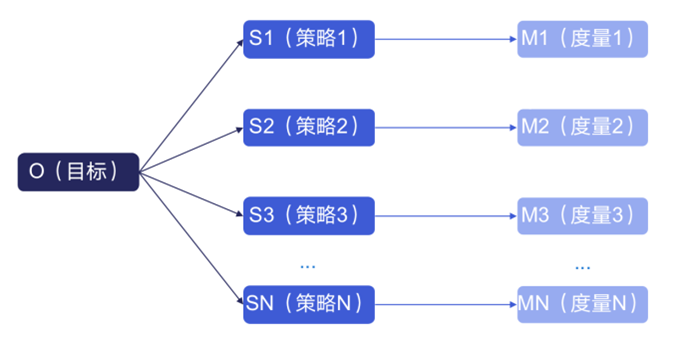 S1（策略1）
M1（度量1）
S2（策略2）
M2（度量2）
O（目标）
S3（策略3）
M3（度量3）
...
...
SN（策略N）
MN（度量N）